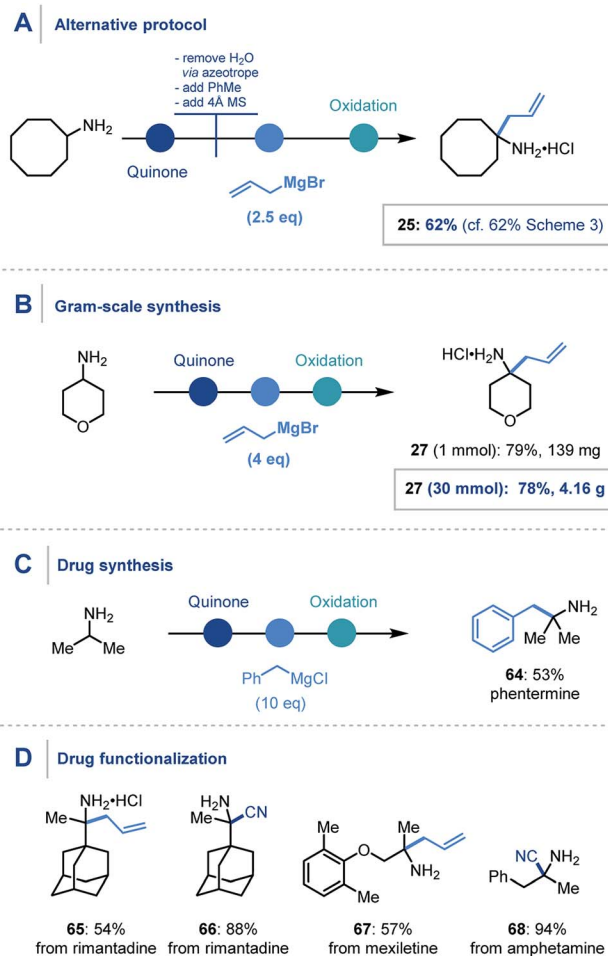 A Alternative protocol
- remove H₂O
via azeotrope
- add PhMe
- add 4Å MS
NH₂
Oxidation
Quinone
MgBr
(2.5 eq)
NH₂•HCl
25: 62% (cf. 62% Scheme 3)
B Gram-scale synthesis
NH₂
O
Quinone Oxidation
MgBr
(4 eq)
HCl•H₂N
O
27 (1 mmol): 79%, 139 mg
27 (30 mmol): 78%, 4.16 g
C Drug synthesis
NH₂
Me Me
Quinone Oxidation
Ph MgCl
(10 eq)
NH₂
Me Me
64: 53%
phentermine
D Drug functionalization
NH₂•HCl
Me
65: 54%
from rimantadine
H₂N
Me CN
66: 88%
from rimantadine
Me
O
Me
Me
NH₂
67: 57%
from mexiletine
NC NH₂
Ph Me
68: 94%
from amphetamine